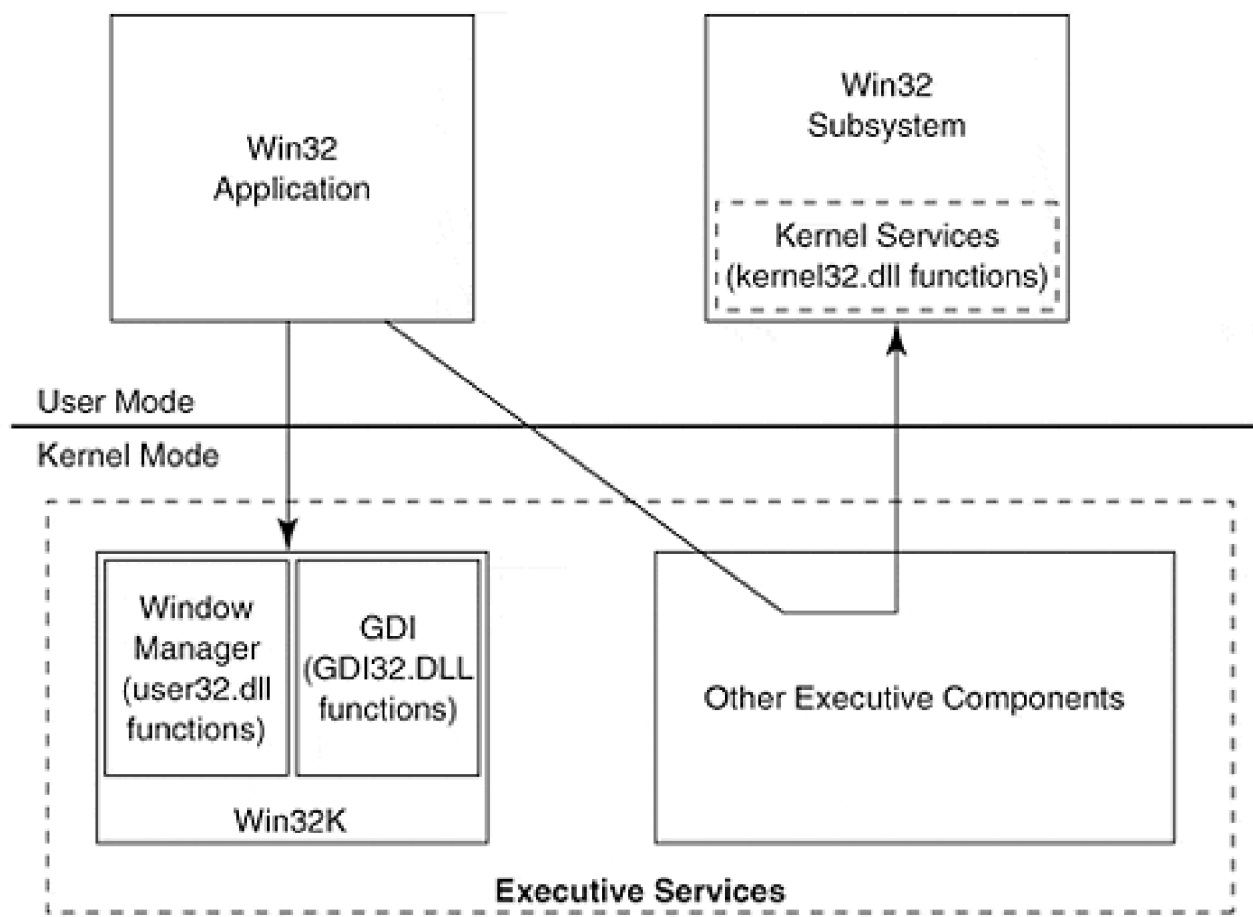 Win32
Application
Win32
Subsystem
Kernel Services
(kernel32.dll functions)
User Mode
Kernel Mode
Window
Manager
(user32.dll
functions)
GDI
(GDI32.DLL
functions)
Win32K
Other Executive Components
Executive Services